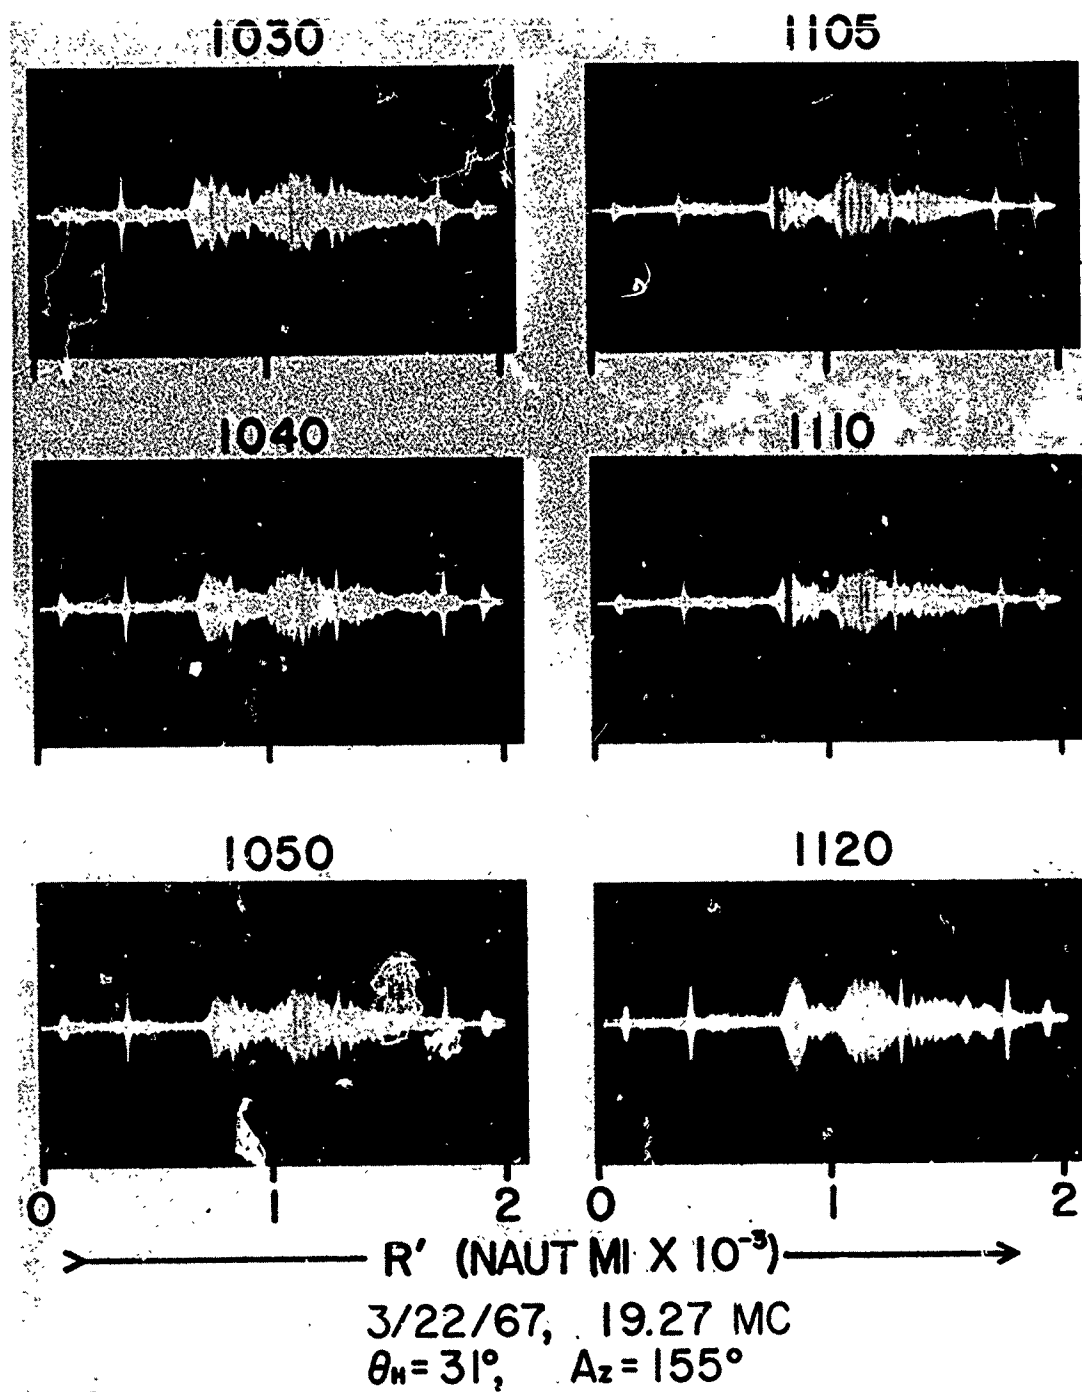 1030 1105
1040 1110
1050 1120
0 1 2 0 1 2
R' (NAUT MI X 10⁻³)
3/22/67, 19.27 MC
θH = 31°, Az = 155°